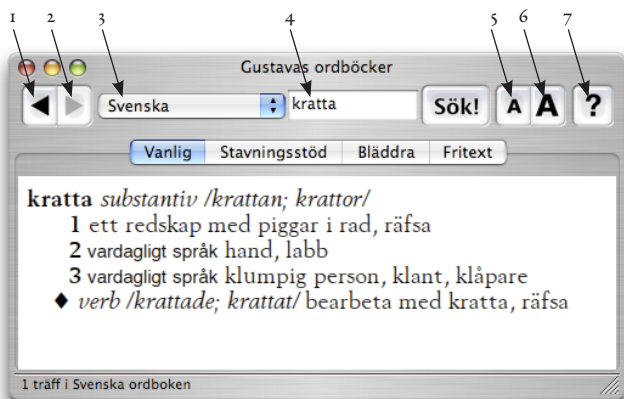 1 2 3 4 5 6 7
Gustavas ordböcker
Svenska kratta Sök! A A ?
Vanlig Stavningsstöd Bläddra Fritext
kratta substantiv /krattan; krattor/
1 ett redskap med piggar i rad, räfsa
2 vardagligt språk hand, labb
3 vardagligt språk klumpig person, klant, klåpare
♦ verb /krattade; krattat/ bearbeta med kratta, räfsa
1 träff i Svenska ordboken